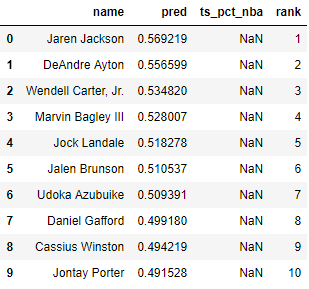 name pred ts_pct_nba rank
0 Jaren Jackson 0.569219 NaN 1
1 DeAndre Ayton 0.556599 NaN 2
2 Wendell Carter, Jr. 0.534820 NaN 3
3 Marvin Bagley III 0.528007 NaN 4
4 Jock Landale 0.518278 NaN 5
5 Jalen Brunson 0.510537 NaN 6
6 Udoka Azubuike 0.509391 NaN 7
7 Daniel Gafford 0.499180 NaN 8
8 Cassius Winston 0.494219 NaN 9
9 Jontay Porter 0.491528 NaN 10